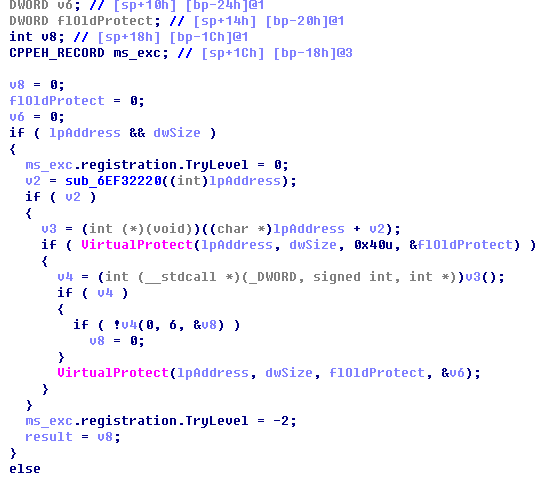 DWORD v6; // [sp+10h] [bp-24h]@1
DWORD flOldProtect; // [sp+14h] [bp-20h]@1
int v8; // [sp+18h] [bp-1Ch]@1
CPPEH_RECORD ms_exc; // [sp+1Ch] [bp-18h]@3

v8 = 0;
flOldProtect = 0;
v6 = 0;
if ( lpAddress && dwSize )
{
  ms_exc.registration.TryLevel = 0;
  v2 = sub_6EF32220((int)lpAddress);
  if ( v2 )
  {
    v3 = (int (*)(void))((char *)lpAddress + v2);
    if ( VirtualProtect(lpAddress, dwSize, 0x40u, &flOldProtect) )
    {
      v4 = (int (__stdcall *)(_DWORD, signed int, int *))v3();
      if ( v4 )
      {
        if ( !v4(0, 6, &v8) )
          v8 = 0;
      }
      VirtualProtect(lpAddress, dwSize, flOldProtect, &v6);
    }
  }
  ms_exc.registration.TryLevel = -2;
  result = v8;
}
else